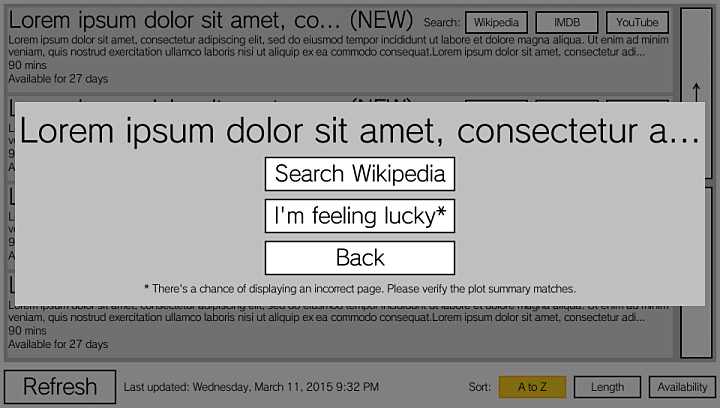 Lorem ipsum dolor sit amet, co... (NEW)
Search: Wikipedia IMDB YouTube
Lorem ipsum dolor sit amet, consectetur adipiscing elit, sed do eiusmod tempor incididunt ut labore et dolore magna aliqua. Ut enim ad minim
veniam, quis nostrud exercitation ullamco laboris nisi ut aliquip ex ea commodo consequat.Lorem ipsum dolor sit amet, consectetur adi...
90 mins
Available for 27 days
(NEW)
Lorem ipsum dolor sit amet, consectetur a...
Search Wikipedia
I'm feeling lucky*
Back
* There's a chance of displaying an incorrect page. Please verify the plot summary matches.
Lorem ipsum dolor sit amet, consectetur adipiscing elit, sed do eiusmod tempor incididunt ut labore et dolore magna aliqua. Ut enim ad minim
veniam, quis nostrud exercitation ullamco laboris nisi ut aliquip ex ea commodo consequat.Lorem ipsum dolor sit amet, consectetur adi...
90 mins
Available for 27 days
Refresh
Last updated: Wednesday, March 11, 2015 9:32 PM
Sort: A to Z Length Availability